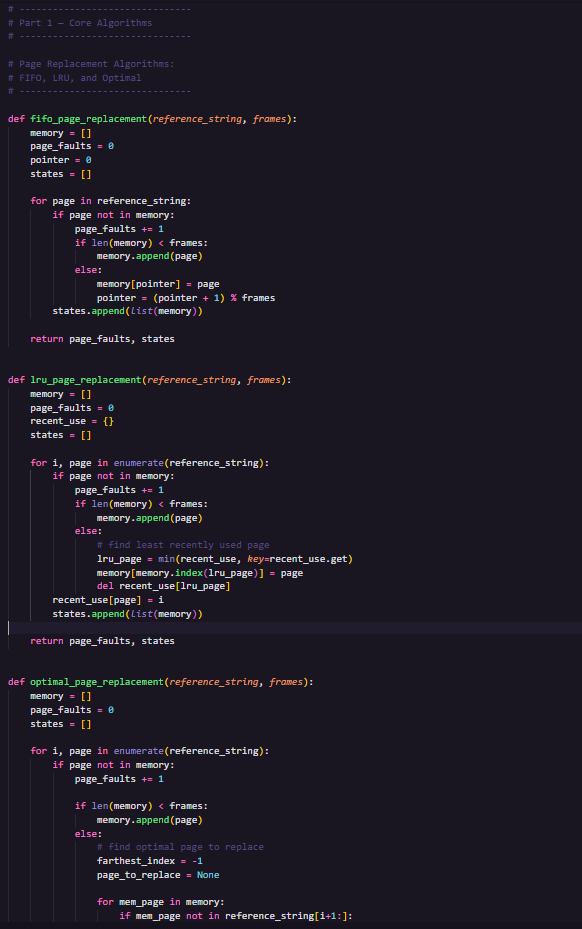 # -------------------------------
# Part 1 — Core Algorithms
# -------------------------------

# Page Replacement Algorithms:
# FIFO, LRU, and Optimal
# -------------------------------

def fifo_page_replacement(reference_string, frames):
    memory = []
    page_faults = 0
    pointer = 0
    states = []

    for page in reference_string:
        if page not in memory:
            page_faults += 1
            if len(memory) < frames:
                memory.append(page)
            else:
                memory[pointer] = page
                pointer = (pointer + 1) % frames
        states.append(list(memory))

    return page_faults, states


def lru_page_replacement(reference_string, frames):
    memory = []
    page_faults = 0
    recent_use = {}
    states = []

    for i, page in enumerate(reference_string):
        if page not in memory:
            page_faults += 1
            if len(memory) < frames:
                memory.append(page)
            else:
                # find least recently used page
                lru_page = min(recent_use, key=recent_use.get)
                memory[memory.index(lru_page)] = page
                del recent_use[lru_page]
        recent_use[page] = i
        states.append(list(memory))

    return page_faults, states


def optimal_page_replacement(reference_string, frames):
    memory = []
    page_faults = 0
    states = []

    for i, page in enumerate(reference_string):
        if page not in memory:
            page_faults += 1

            if len(memory) < frames:
                memory.append(page)
            else:
                # find optimal page to replace
                farthest_index = -1
                page_to_replace = None

                for mem_page in memory:
                    if mem_page not in reference_string[i+1:]: